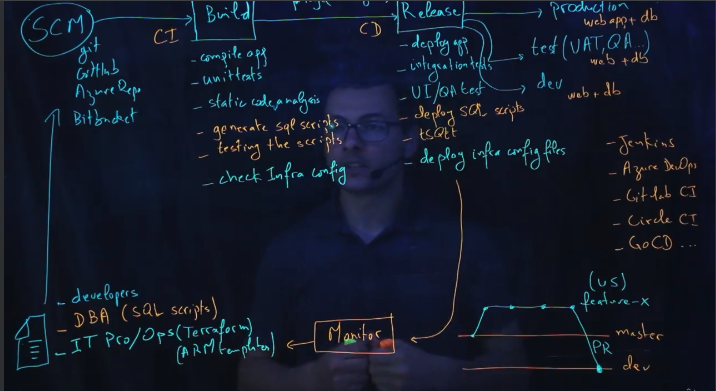 SCM
git
GitHub
Azure Repo
Bitbucket
CI
Build
- compile app
- unit tests
- static code analysis
- generate sql scripts
- testing the scripts
- check Infra config
CD
Release
- deploy app
- integration tests
- UI/QA test
- deploy SQL scripts
- tSQLt
- deploy infra config files
production
web app + db
test (UAT, QA...)
web + db
dev
web + db
- Jenkins
- Azure DevOps
- Gitlab CI
- Circle CI
- GoCD ...
- developers
- DBA (SQL scripts)
- IT Pro/Ops (Terraform)
(ARM templates)
Monitor
(US)
feature-x
master
PR
dev